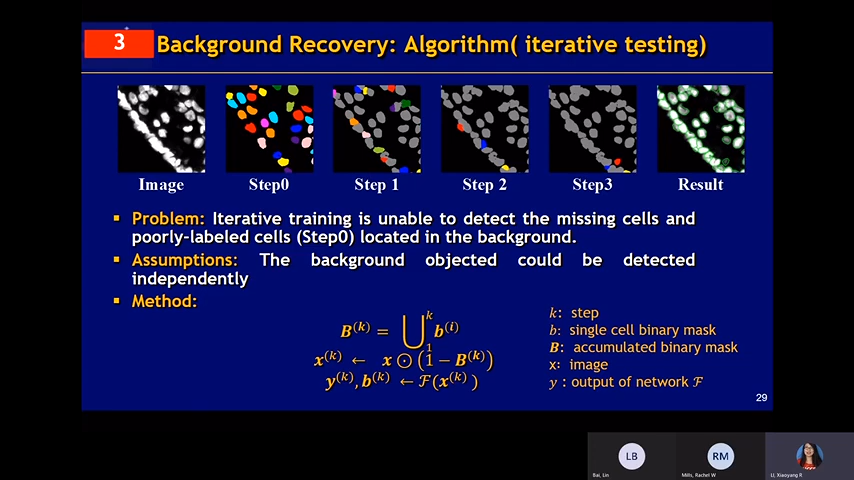 3 Background Recovery: Algorithm( iterative testing)
Image Step0 Step 1 Step 2 Step3 Result
▪ Problem: Iterative training is unable to detect the missing cells and
poorly-labeled cells (Step0) located in the background.
▪ Assumptions: The background objected could be detected
independently
▪ Method:
B⁽ᵏ⁾ = ⋃₁ᵏ b⁽ⁱ⁾
x⁽ᵏ⁾ ← x ⊙ (1 − B⁽ᵏ⁾)
y⁽ᵏ⁾, b⁽ᵏ⁾ ← ℱ(x⁽ᵏ⁾ )
k: step
b: single cell binary mask
B: accumulated binary mask
x: image
y : output of network ℱ
29
LB RM
Bai, Lin Mills, Rachel W LI, Xiaoyang R